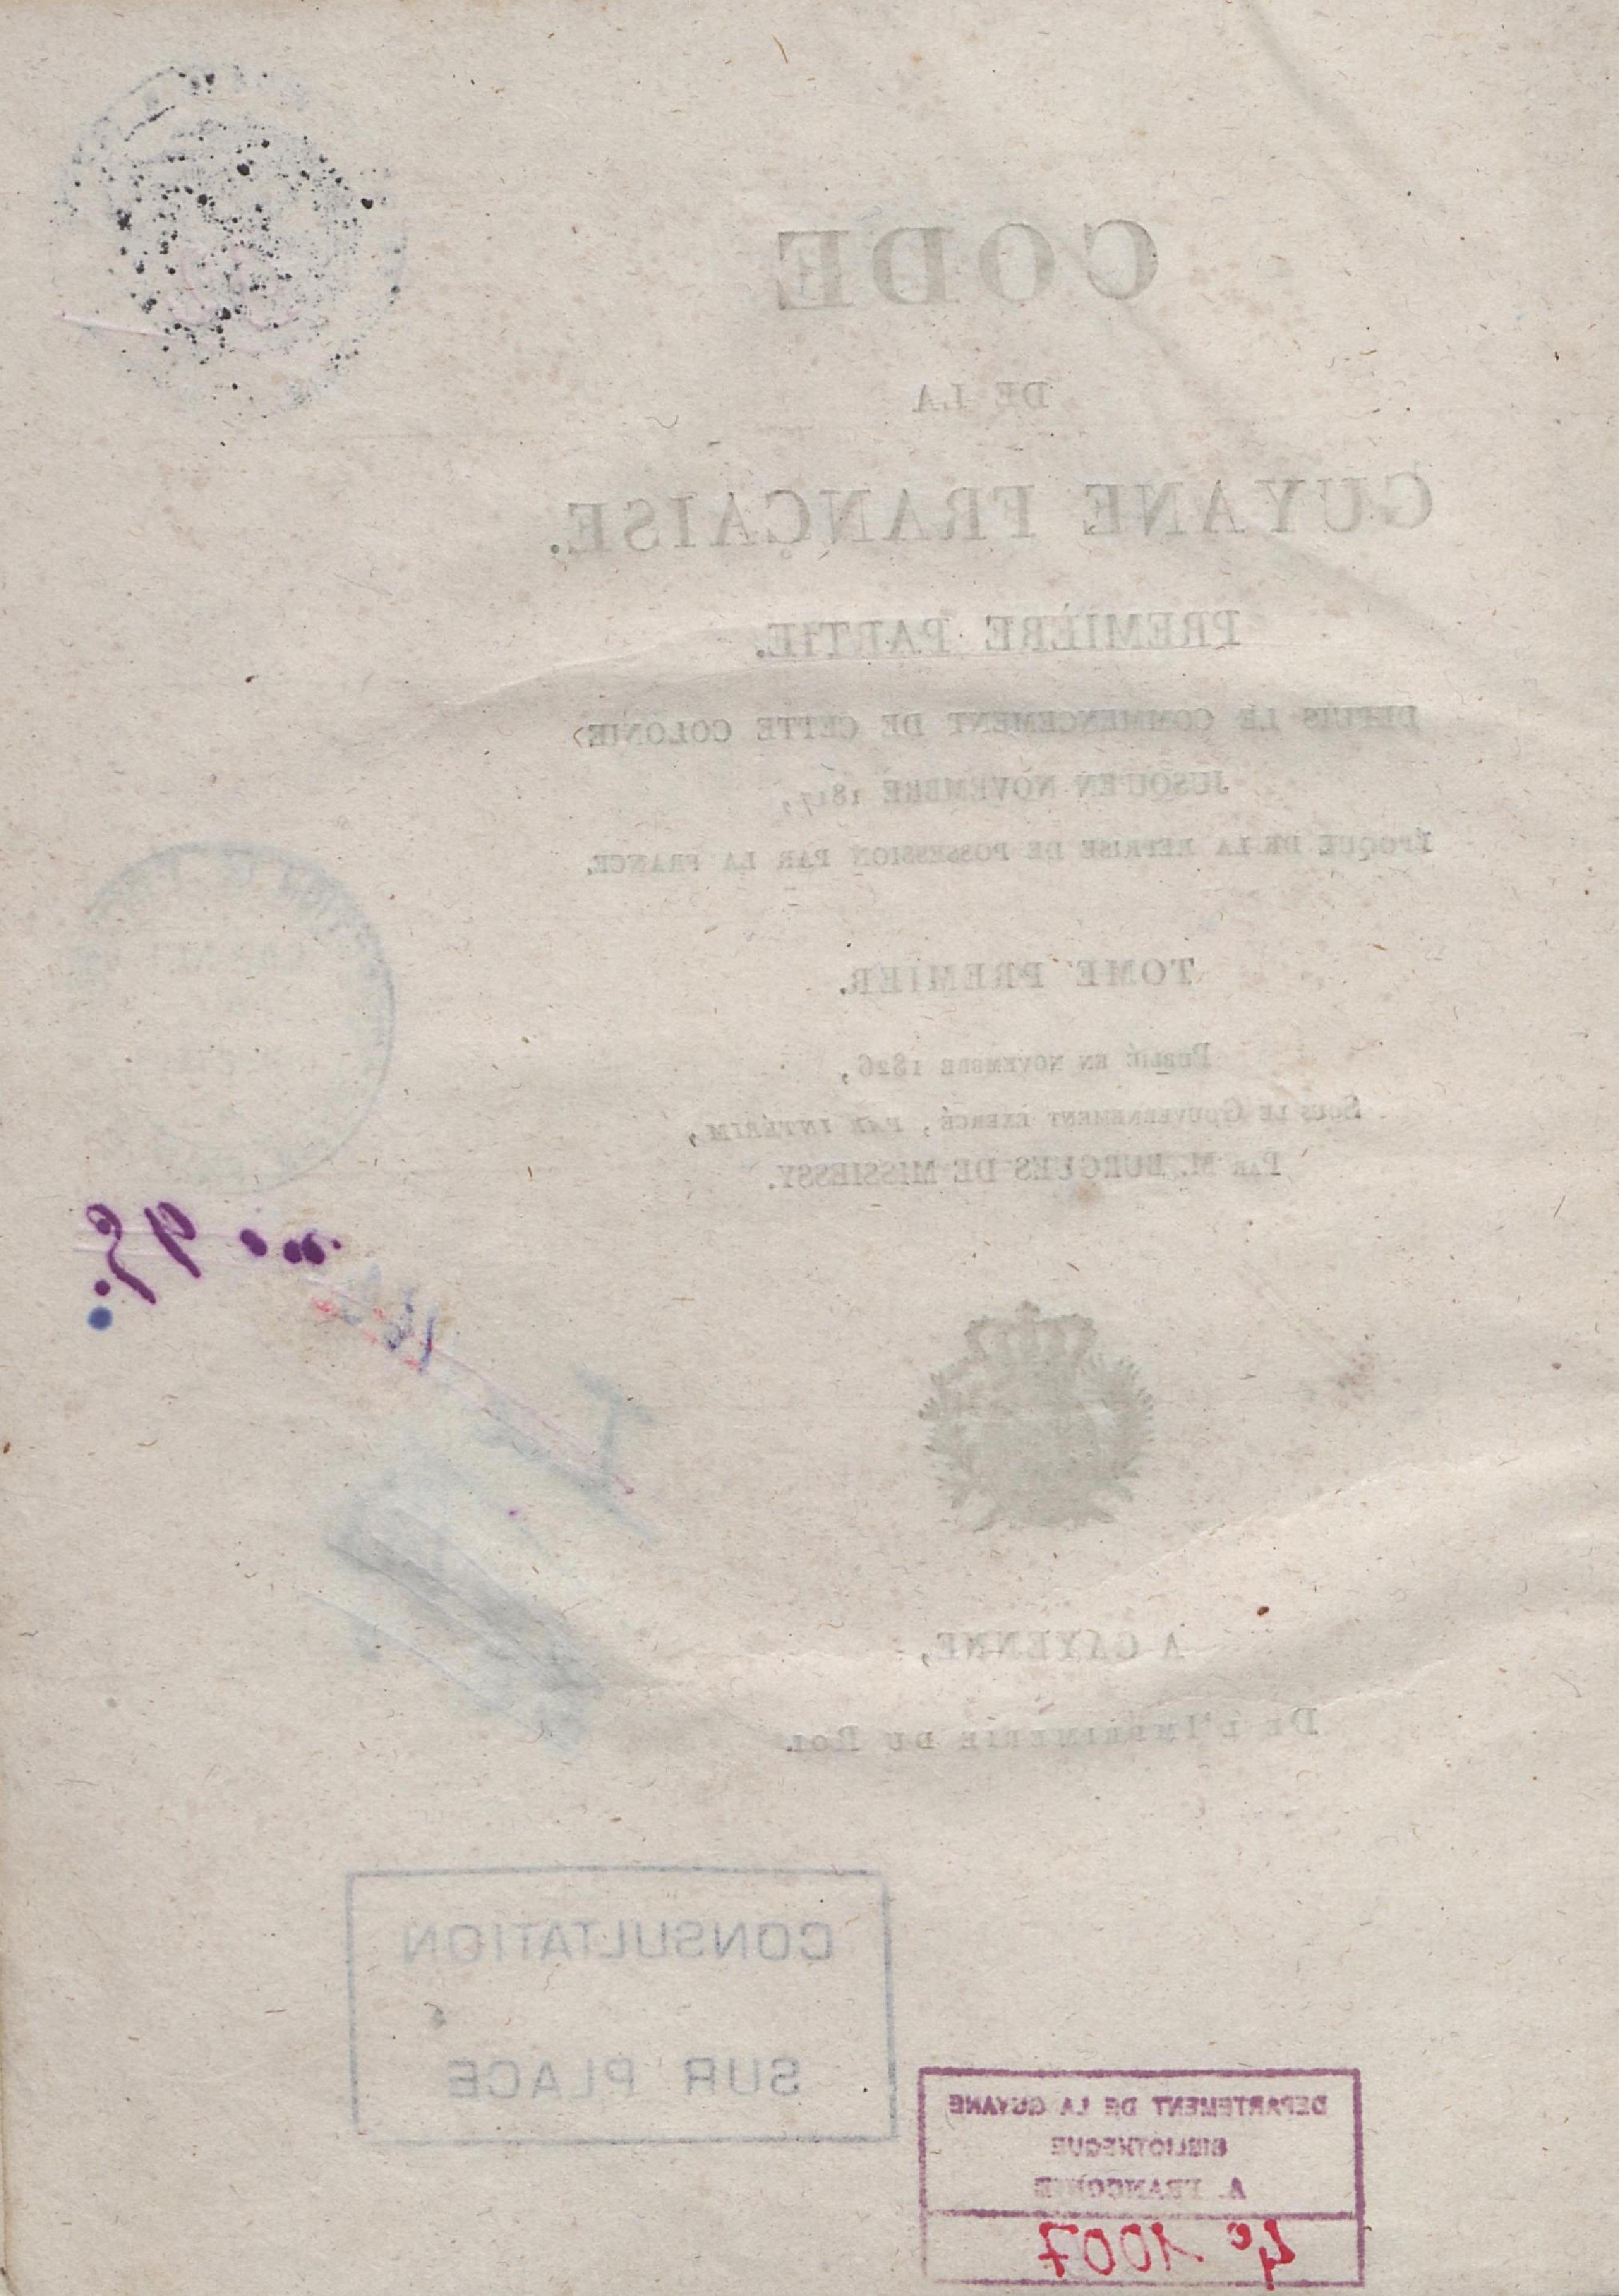 CODE
DE LA
GUYANE FRANÇAISE.
PREMIÈRE PARTIE.
DEPUIS LE COMMENCEMENT DE CETTE COLONIE
JUSQU'EN NOVEMBRE 1817,
ÉPOQUE DE LA REPRISE DE POSSESSION PAR LA FRANCE.
TOME PREMIER.
PUBLIÉ EN NOVEMBRE 1826,
SOUS LE GOUVERNEMENT EXERCÉ, PAR INTÉRIM,
PAR M. BURGUES DE MISSIESSY.
A CAYENNE,
DE L'IMPRIMERIE DU ROI.
CONSULTATION
SUR PLACE
DEPARTEMENT DE LA GUYANE
BIBLIOTHEQUE
A. FRANCONIE
4e 1007